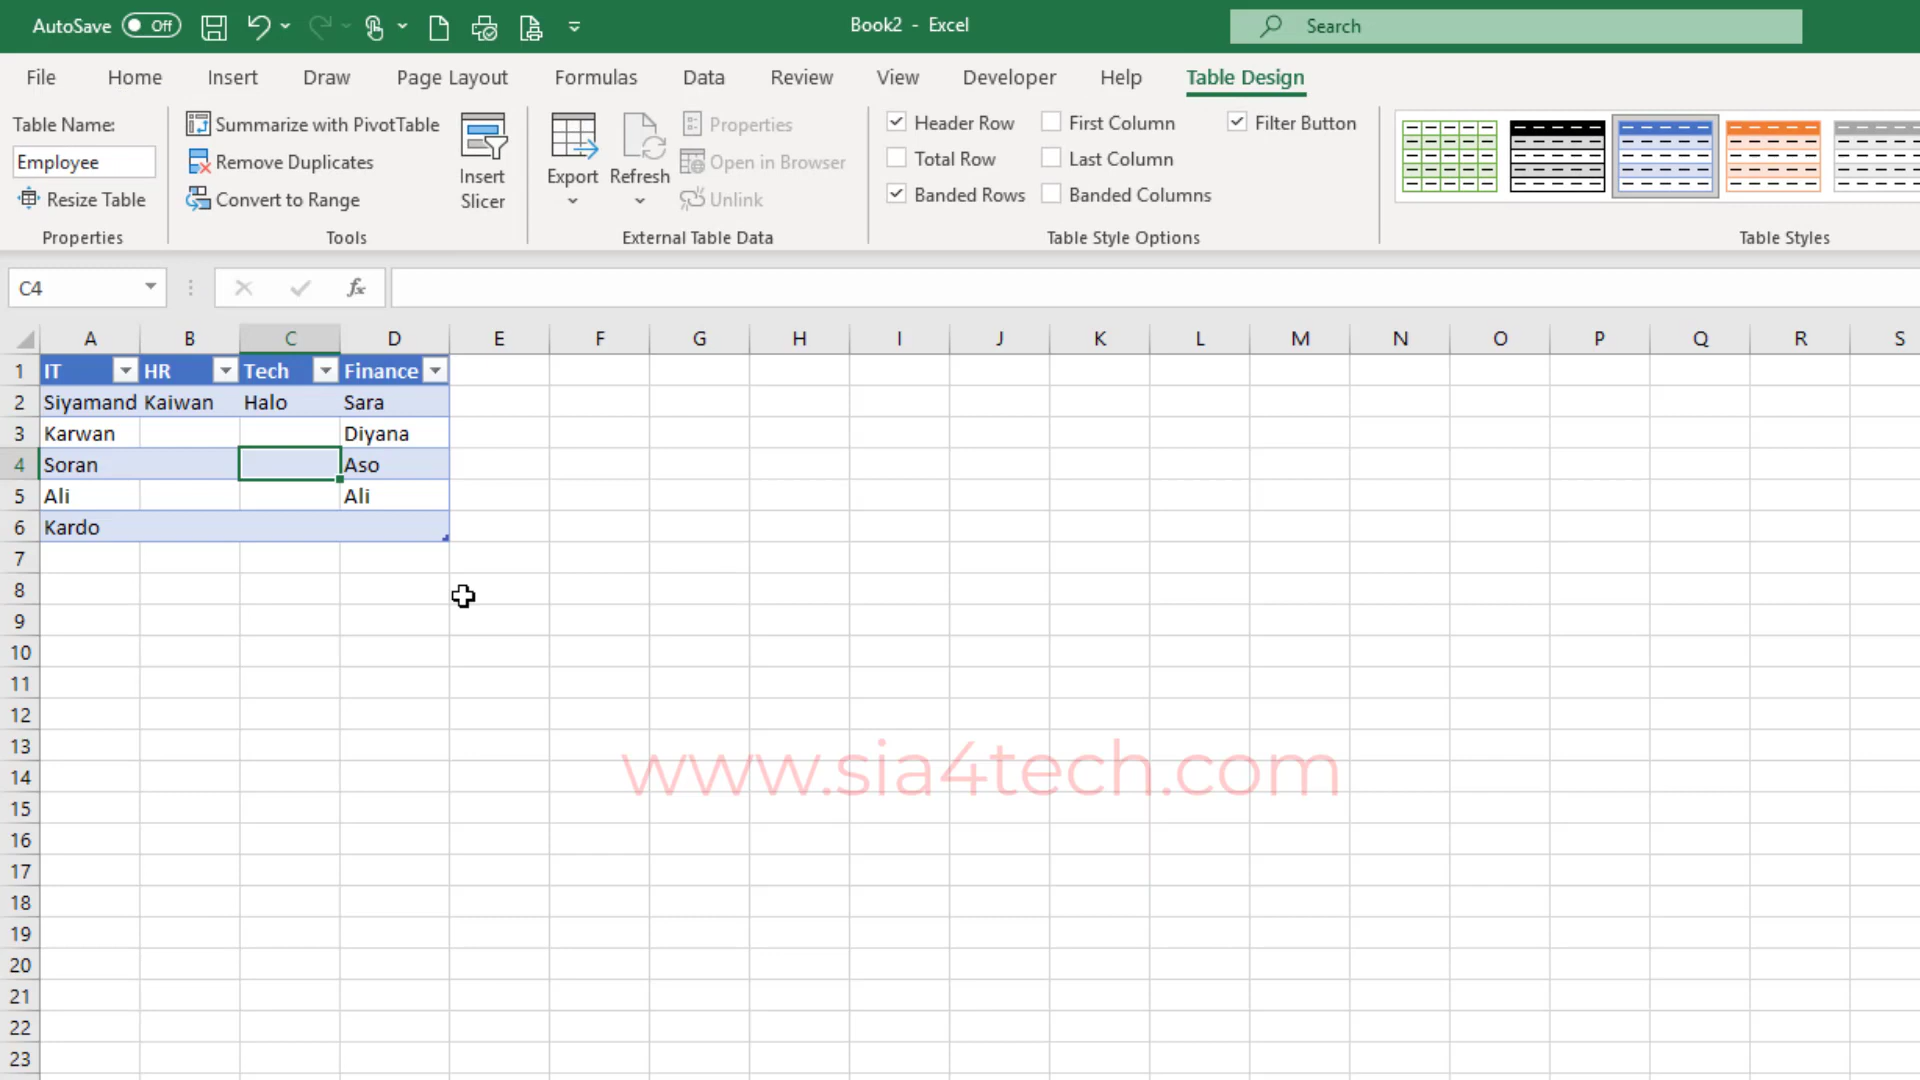 AutoSave Off Book2 - Excel Search
File Home Insert Draw Page Layout Formulas Data Review View Developer Help Table Design
Table Name:
Employee
Resize Table
Properties
Summarize with PivotTable
Remove Duplicates
Convert to Range
Insert
Slicer
Tools
Export Refresh
Properties
Open in Browser
Unlink
External Table Data
Header Row First Column Filter Button
Total Row Last Column
Banded Rows Banded Columns
Table Style Options
Table Styles
C4 fx
A B C D E F G H I J K L M N O P Q R S
1 IT HR Tech Finance
2 Siyamand Kaiwan Halo Sara
3 Karwan Diyana
4 Soran Aso
5 Ali Ali
6 Kardo
7
8
9
10
11
12
13
www.sia4tech.com
14
15
16
17
18
19
20
21
22
23